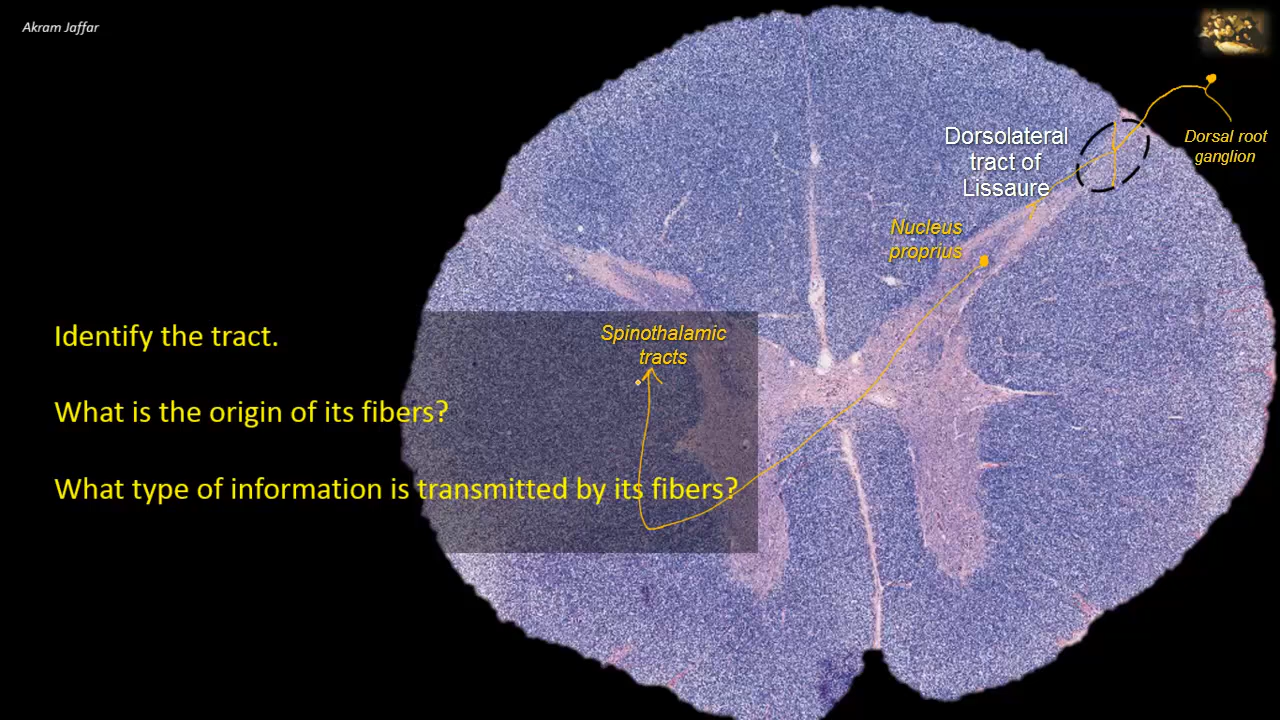 Akram Jaffar
Dorsolateral
tract of
Lissaure
Dorsal root
ganglion
Nucleus
proprius
Spinothalamic
tracts
Identify the tract.
What is the origin of its fibers?
What type of information is transmitted by its fibers?